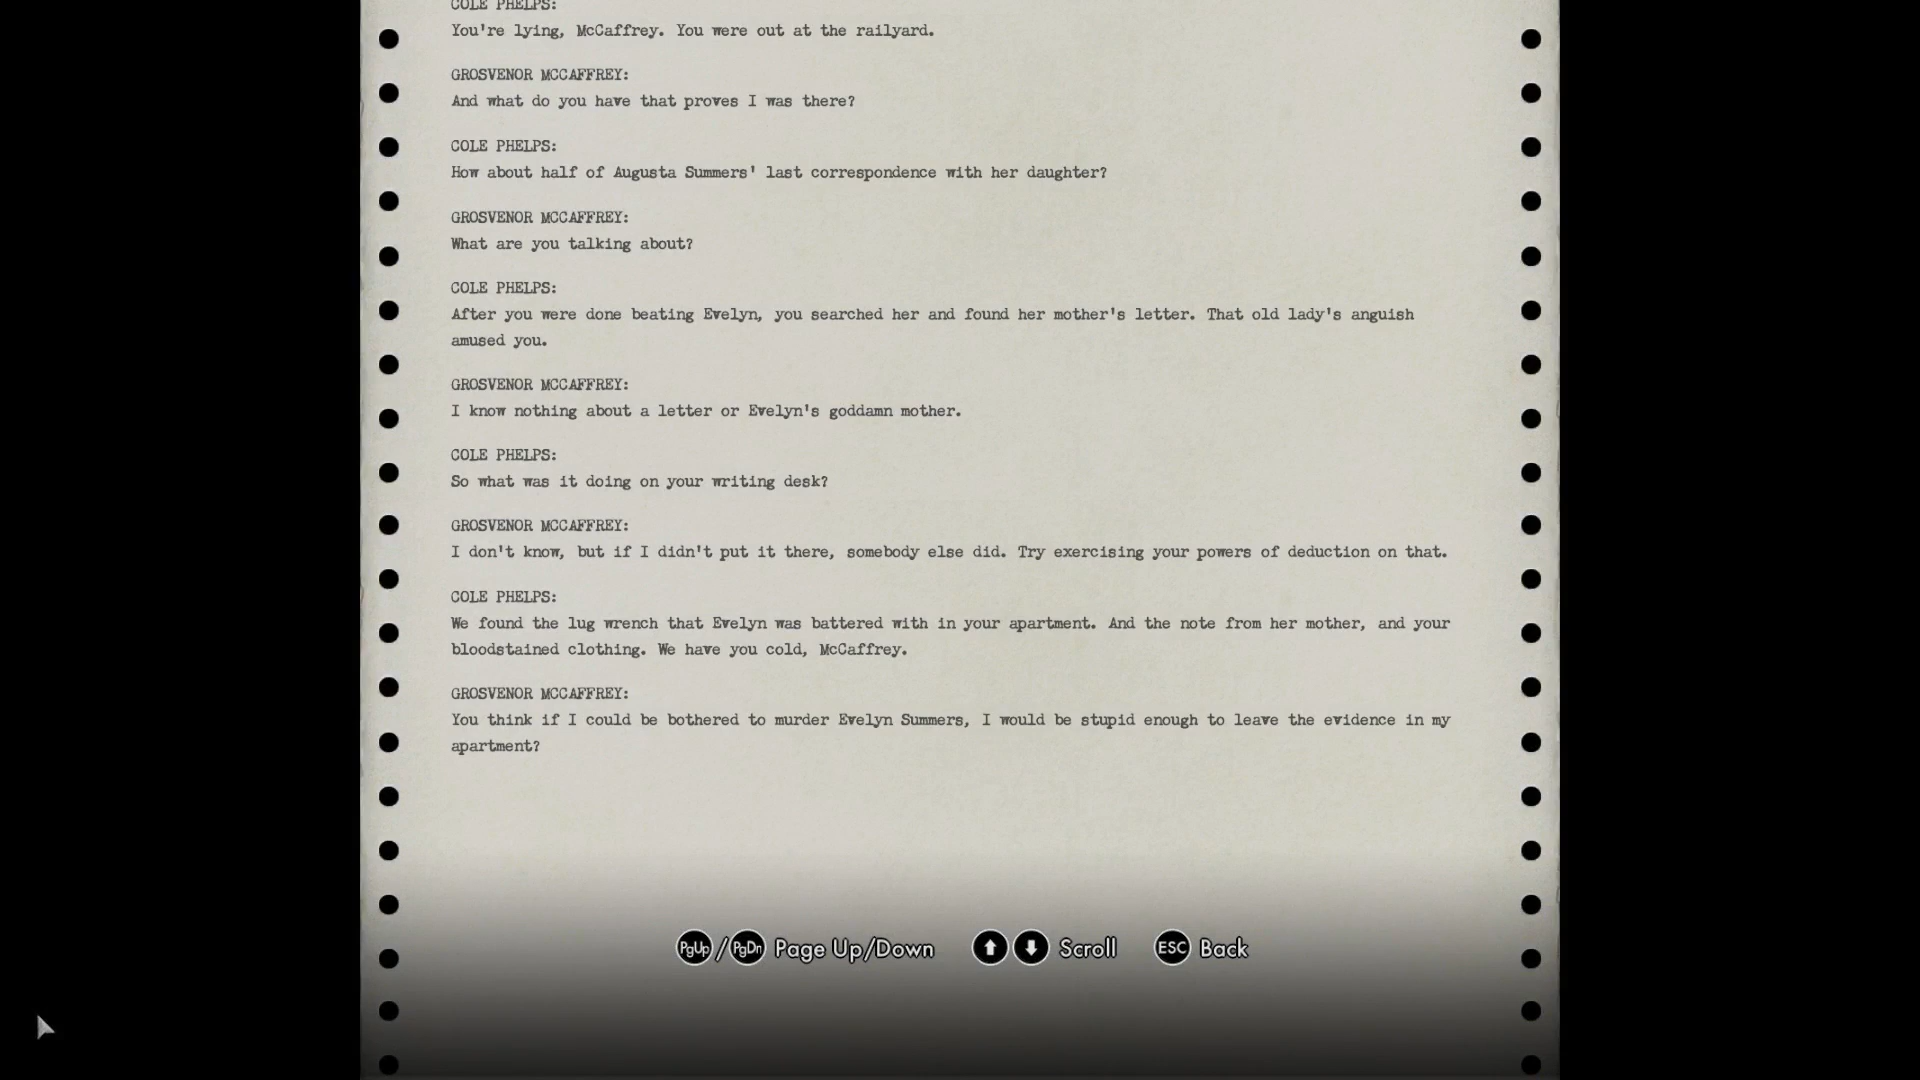 COLE PHELPS:
You're lying, McCaffrey. You were out at the railyard.
GROSVENOR MCCAFFREY:
And what do you have that proves I was there?
COLE PHELPS:
How about half of Augusta Summers' last correspondence with her daughter?
GROSVENOR MCCAFFREY:
What are you talking about?
COLE PHELPS:
After you were done beating Evelyn, you searched her and found her mother's letter. That old lady's anguish
amused you.
GROSVENOR MCCAFFREY:
I know nothing about a letter or Evelyn's goddamn mother.
COLE PHELPS:
So what was it doing on your writing desk?
GROSVENOR MCCAFFREY:
I don't know, but if I didn't put it there, somebody else did. Try exercising your powers of deduction on that.
COLE PHELPS:
We found the lug wrench that Evelyn was battered with in your apartment. And the note from her mother, and your
bloodstained clothing. We have you cold, McCaffrey.
GROSVENOR MCCAFFREY:
You think if I could be bothered to murder Evelyn Summers, I would be stupid enough to leave the evidence in my
apartment?
PgUp/PgDn Page Up/Down Scroll ESC Back